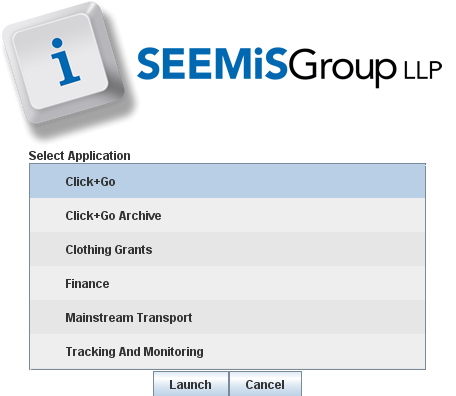 i
SEEMiSGroup LLP
Select Application
Click+Go
Click+Go Archive
Clothing Grants
Finance
Mainstream Transport
Tracking And Monitoring
Launch Cancel